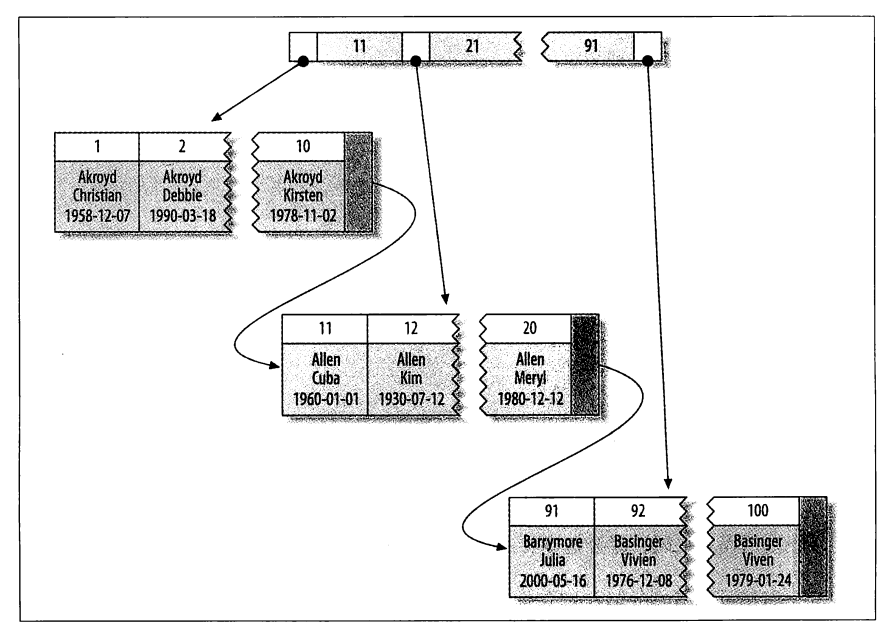 11 21 91
1 2 10
Akroyd Akroyd Akroyd
Christian Debbie Kirsten
1958-12-07 1990-03-18 1978-11-02
11 12 20
Allen Allen Allen
Cuba Kim Meryl
1960-01-01 1930-07-12 1980-12-12
91 92 100
Barrymore Basinger Basinger
Julia Vivien Viven
2000-05-16 1976-12-08 1979-01-24